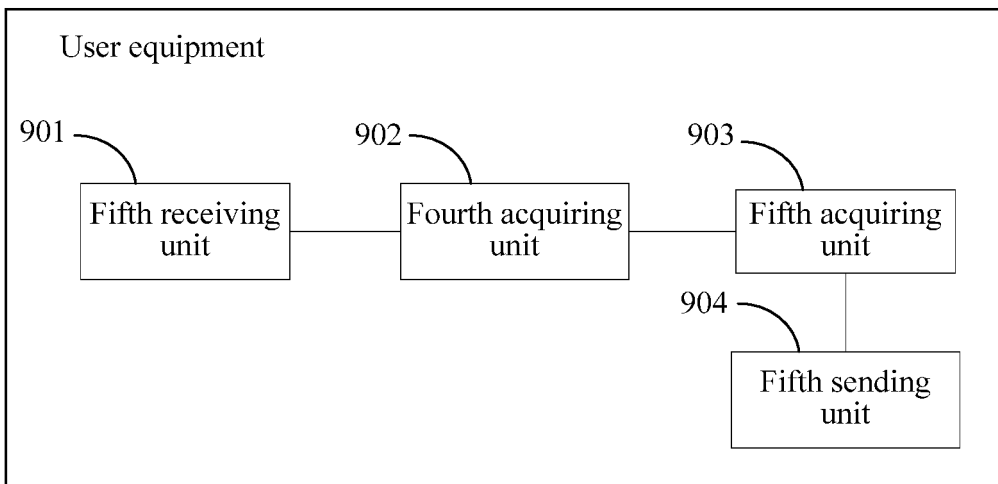 User equipment
901
902
903
Fifth receiving
unit
Fourth acquiring
unit
Fifth acquiring
unit
904
Fifth sending
unit